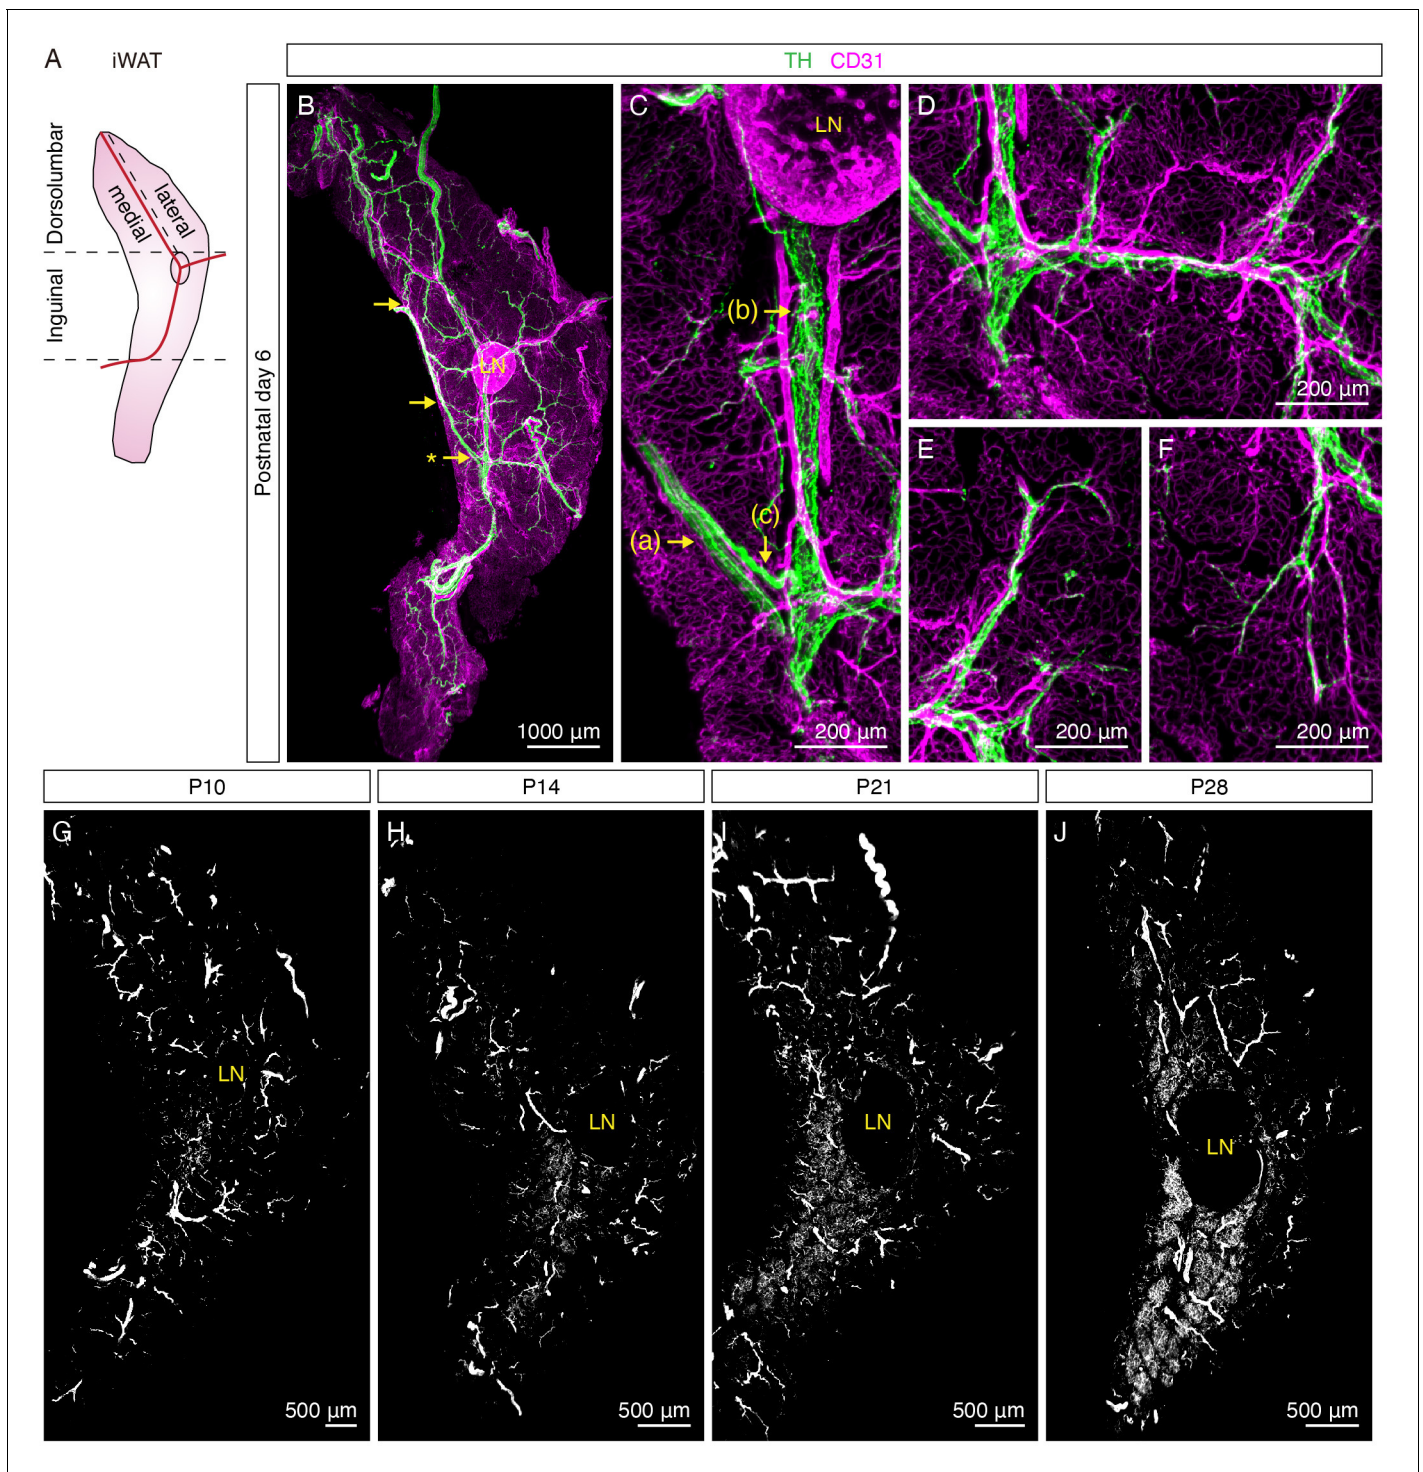 A
iWAT
TH CD31
Dorsolumbar
Inguinal
medial
lateral
Postnatal day 6
B
LN
*
1000 µm
C
LN
(b)
(c)
(a)
200 µm
D
200 µm
E
200 µm
F
200 µm
P10
P14
P21
P28
G
LN
500 µm
H
LN
500 µm
I
LN
500 µm
J
LN
500 µm